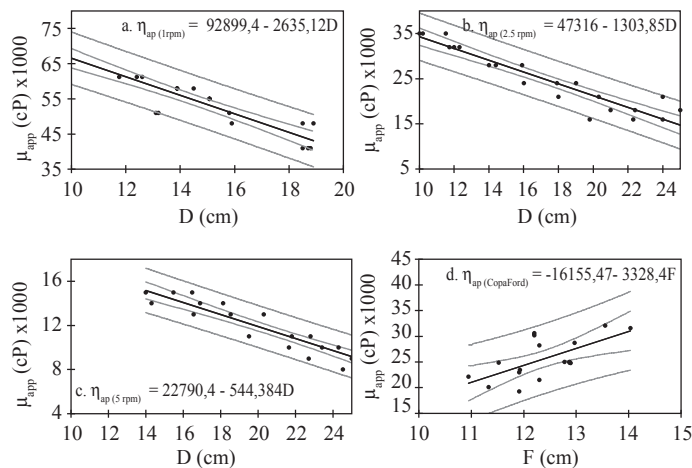 a. η ap (1rpm) = 92899,4 - 2635,12D
μapp (cP) x1000
75
65
55
45
35
10 12 14 16 18 20
D (cm)
b. η ap (2.5 rpm) = 47316 - 1303,85D
μapp (cP) x1000
35
25
15
5
10 12 14 16 18 20 22 24
D (cm)
μapp (cP) x1000
16
12
8
4
c. η ap (5 rpm) = 22790,4 - 544,384D
10 12 14 16 18 20 22 24
D (cm)
d. η ap (CopaFord) = -16155,47- 3328,4F
μapp (cP) x1000
45
40
35
30
25
20
15
10 11 12 13 14 15
F (cm)